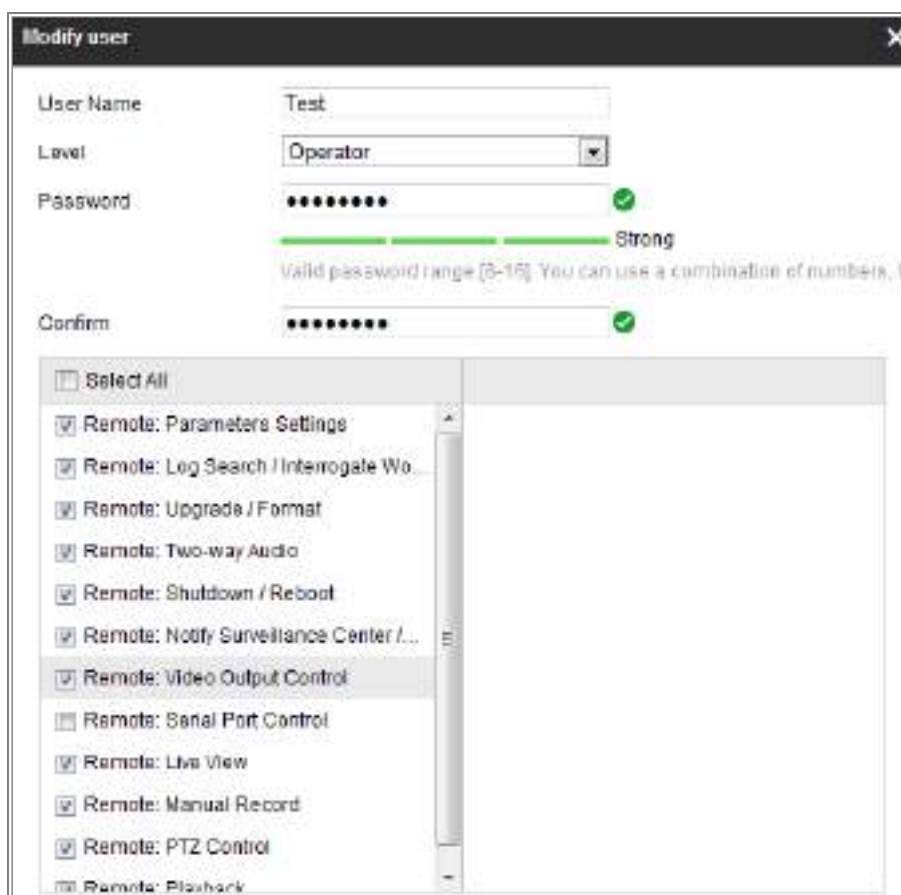 Modify user
User Name Test
Level Operator
Password ••••••••
Strong
Valid password range [8-16]. You can use a combination of numbers,
Confirm ••••••••
Select All
Remote: Parameters Settings
Remote: Log Search / Interrogate Wo...
Remote: Upgrade / Format
Remote: Two-way Audio
Remote: Shutdown / Reboot
Remote: Notify Surveillance Center /...
Remote: Video Output Control
Remote: Serial Port Control
Remote: Live View
Remote: Manual Record
Remote: PTZ Control
Remote: Playback